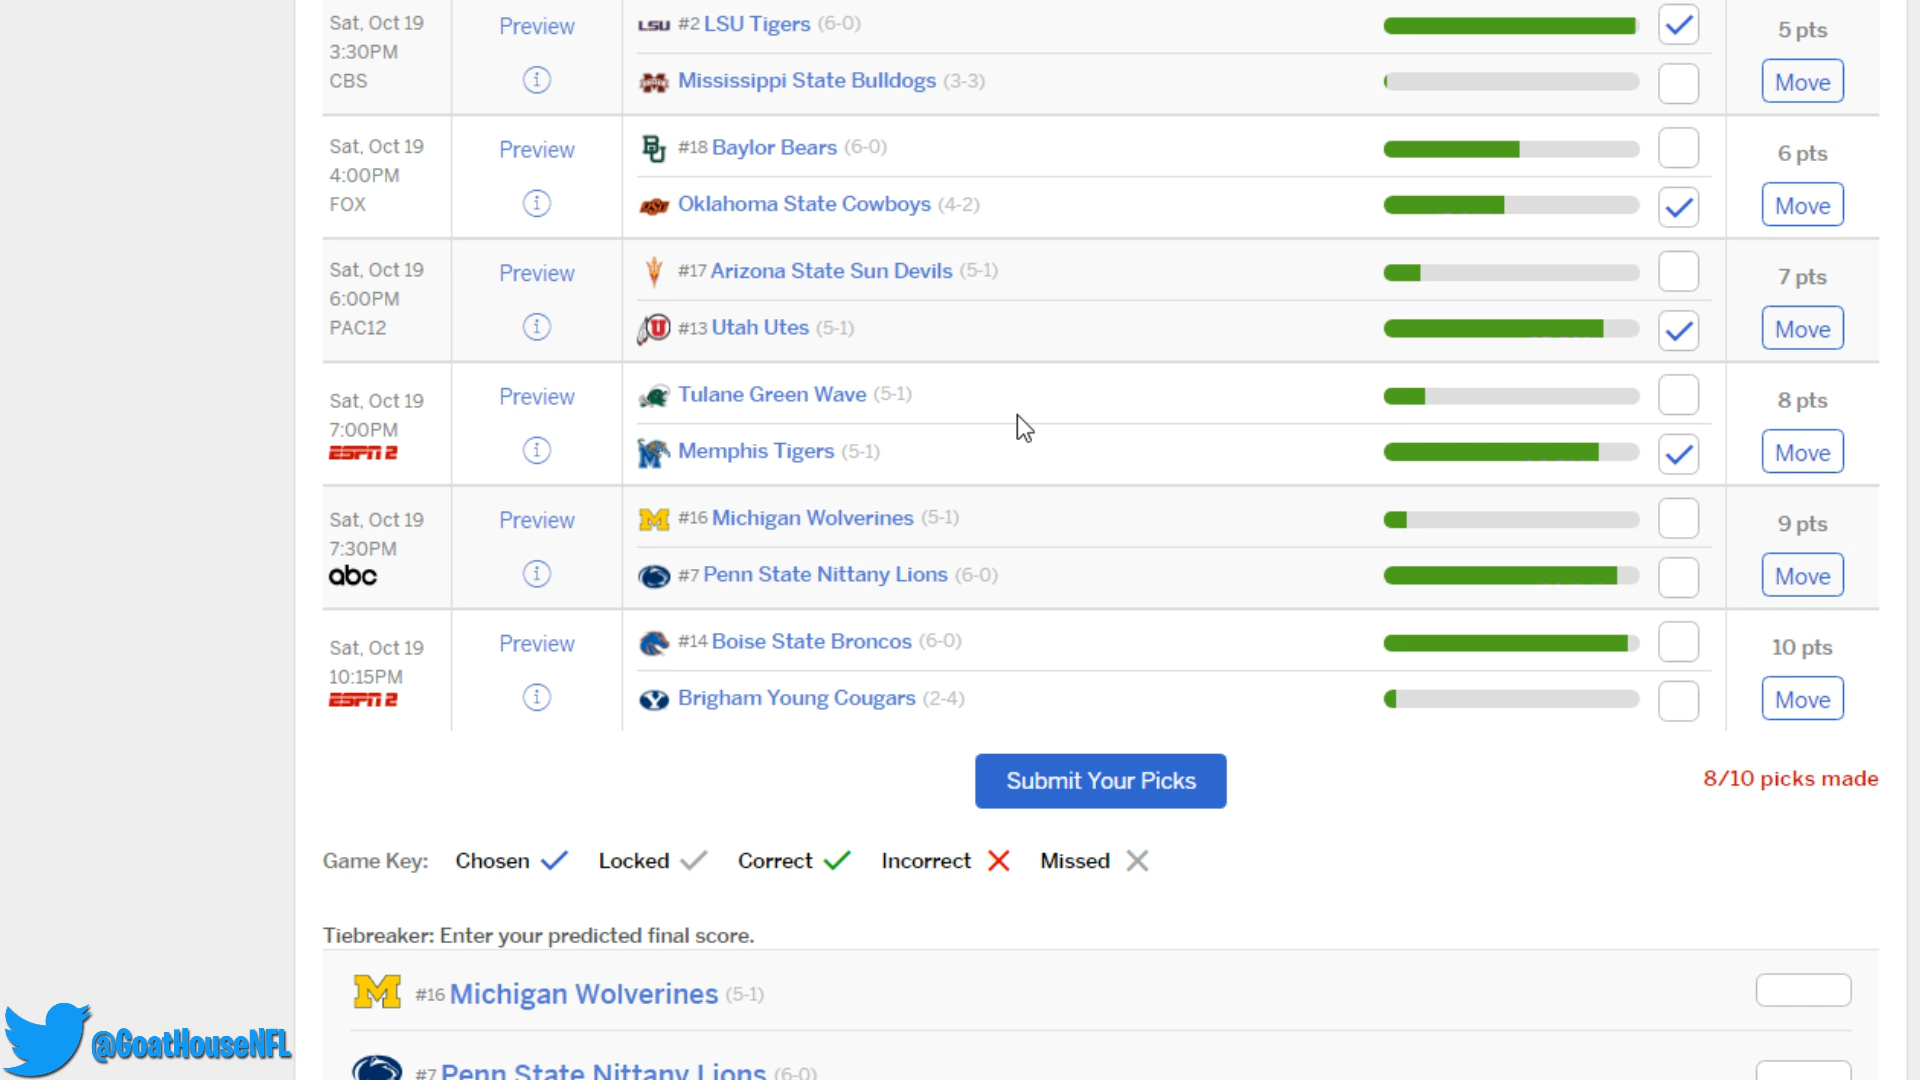 Sat, Oct 19
3:30PM
CBS
Preview
LSU #2 LSU Tigers (6-0)
Mississippi State Bulldogs (3-3)
5 pts
Move
Sat, Oct 19
4:00PM
FOX
Preview
#18 Baylor Bears (6-0)
Oklahoma State Cowboys (4-2)
6 pts
Move
Sat, Oct 19
6:00PM
PAC12
Preview
#17 Arizona State Sun Devils (5-1)
#13 Utah Utes (5-1)
7 pts
Move
Sat, Oct 19
7:00PM
ESPN 2
Preview
Tulane Green Wave (5-1)
Memphis Tigers (5-1)
8 pts
Move
Sat, Oct 19
7:30PM
abc
Preview
#16 Michigan Wolverines (5-1)
#7 Penn State Nittany Lions (6-0)
9 pts
Move
Sat, Oct 19
10:15PM
ESPN 2
Preview
#14 Boise State Broncos (6-0)
Brigham Young Cougars (2-4)
10 pts
Move
Submit Your Picks
8/10 picks made
Game Key: Chosen Locked Correct Incorrect Missed
Tiebreaker: Enter your predicted final score.
#16 Michigan Wolverines (5-1)
#7 Penn State Nittany Lions (6-0)
@GoatHouseNFL